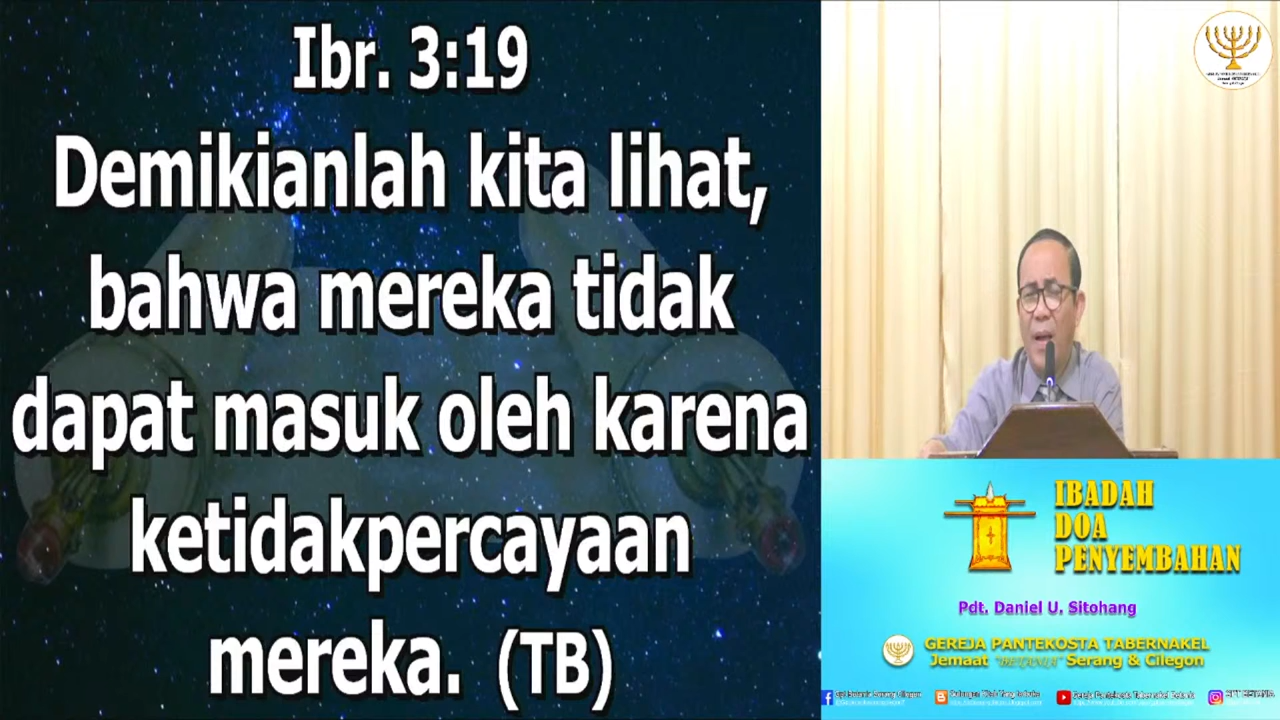 Ibr. 3:19
Demikianlah kita lihat,
bahwa mereka tidak
dapat masuk oleh karena
ketidakpercayaan
mereka. (TB)
IBADAH
DOA
PENYEMBAHAN
Pdt. Daniel U. Sitohang
GEREJA PANTEKOSTA TABERNAKEL
Jemaat "BETANIA" Serang & Cilegon